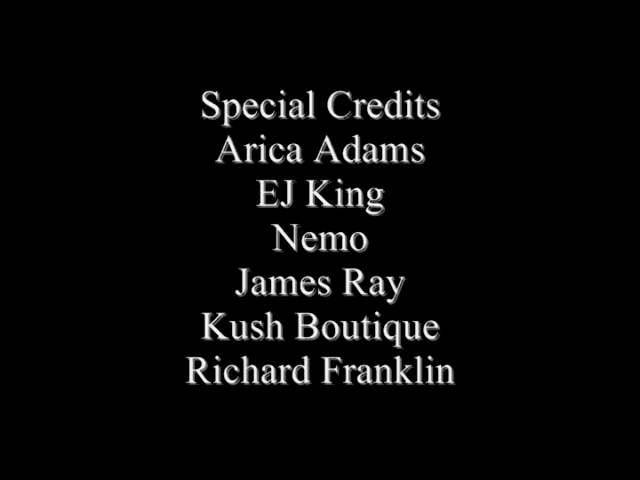 Special Credits
Arica Adams
EJ King
Nemo
James Ray
Kush Boutique
Richard Franklin